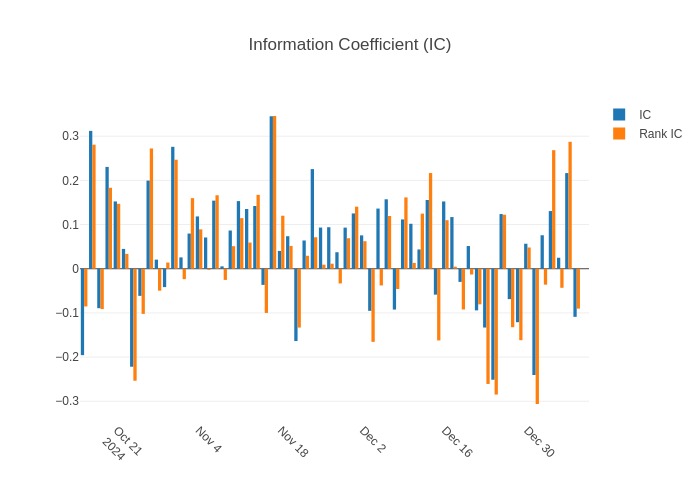 Information Coefficient (IC)
IC
Rank IC
0.3
0.2
0.1
0
−0.1
−0.2
−0.3
Oct 21
2024
Nov 4
Nov 18
Dec 2
Dec 16
Dec 30